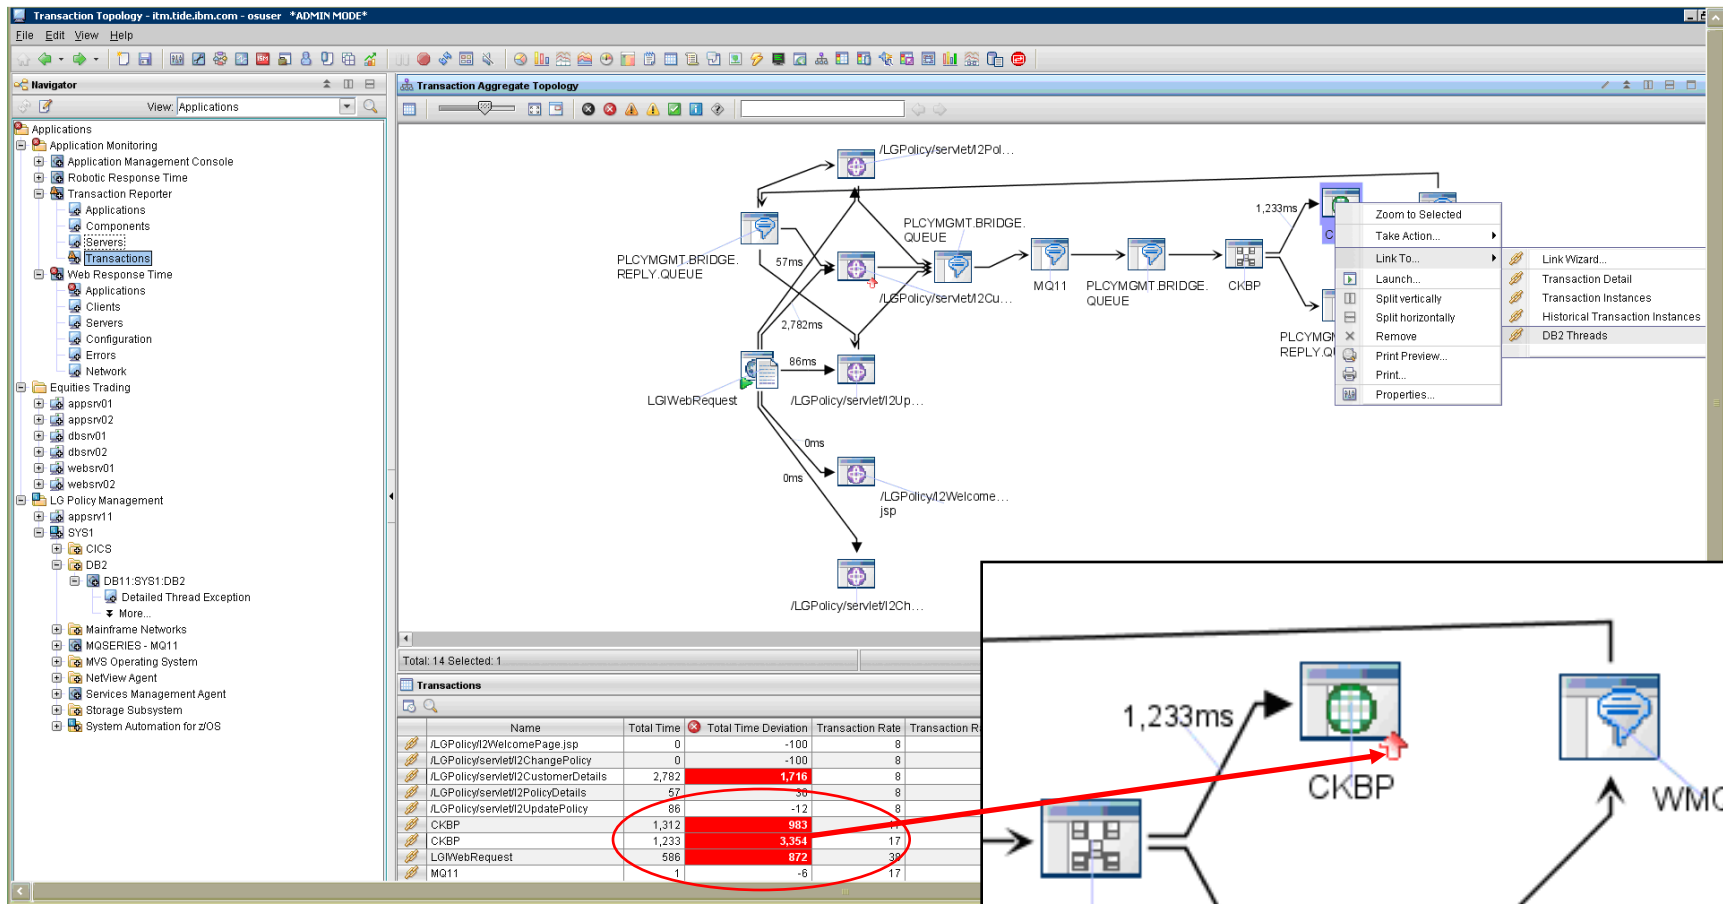 Transaction Topology - itm.tide.ibm.com - osuser *ADMIN MODE*
File Edit View Help
Navigator
View: Applications
Applications
Application Monitoring
Application Management Console
Robotic Response Time
Transaction Reporter
Applications
Components
Servers
Transactions
Web Response Time
Applications
Clients
Servers
Configuration
Errors
Network
Equities Trading
appsrv01
appsrv02
dbsrv01
dbsrv02
websrv01
websrv02
LG Policy Management
appsrv11
SYS1
CICS
DB2
DB11:SYS1:DB2
Detailed Thread Exception
More...
Mainframe Networks
MQSERIES - MQ11
MVS Operating System
NetView Agent
Services Management Agent
Storage Subsystem
System Automation for z/OS
Transaction Aggregate Topology
/LGPolicy/servlet/I2Pol...
PLCYMGMT.BRIDGE.
REPLY.QUEUE
57ms
PLCYMGMT.BRIDGE.
QUEUE
/LGPolicy/servlet/I2Cu...
2,782ms
MQ11
PLCYMGMT.BRIDGE.
QUEUE
CKBP
1,233ms
LGIWebRequest
86ms
/LGPolicy/servlet/I2Up...
0ms
0ms
/LGPolicy/I2Welcome...
jsp
/LGPolicy/servlet/I2Ch...
PLCYMG
REPLY.QU
Zoom to Selected
Take Action...
Link To...
Launch...
Split vertically
Split horizontally
Remove
Print Preview...
Print...
Properties...
Link Wizard...
Transaction Detail
Transaction Instances
Historical Transaction Instances
DB2 Threads
Total: 14 Selected: 1
Transactions
Name Total Time Total Time Deviation Transaction Rate Transaction R
/LGPolicy/I2WelcomePage.jsp 0 -100 8
/LGPolicy/servlet/I2ChangePolicy 0 -100 8
/LGPolicy/servlet/I2CustomerDetails 2,782 1,716 8
/LGPolicy/servlet/I2PolicyDetails 57 8
/LGPolicy/servlet/I2UpdatePolicy 86 -12 8
CKBP 1,312 983
CKBP 1,233 3,354 17
LGIWebRequest 586 872
MQ11 1 -6 17
1,233ms
CKBP
WMQ